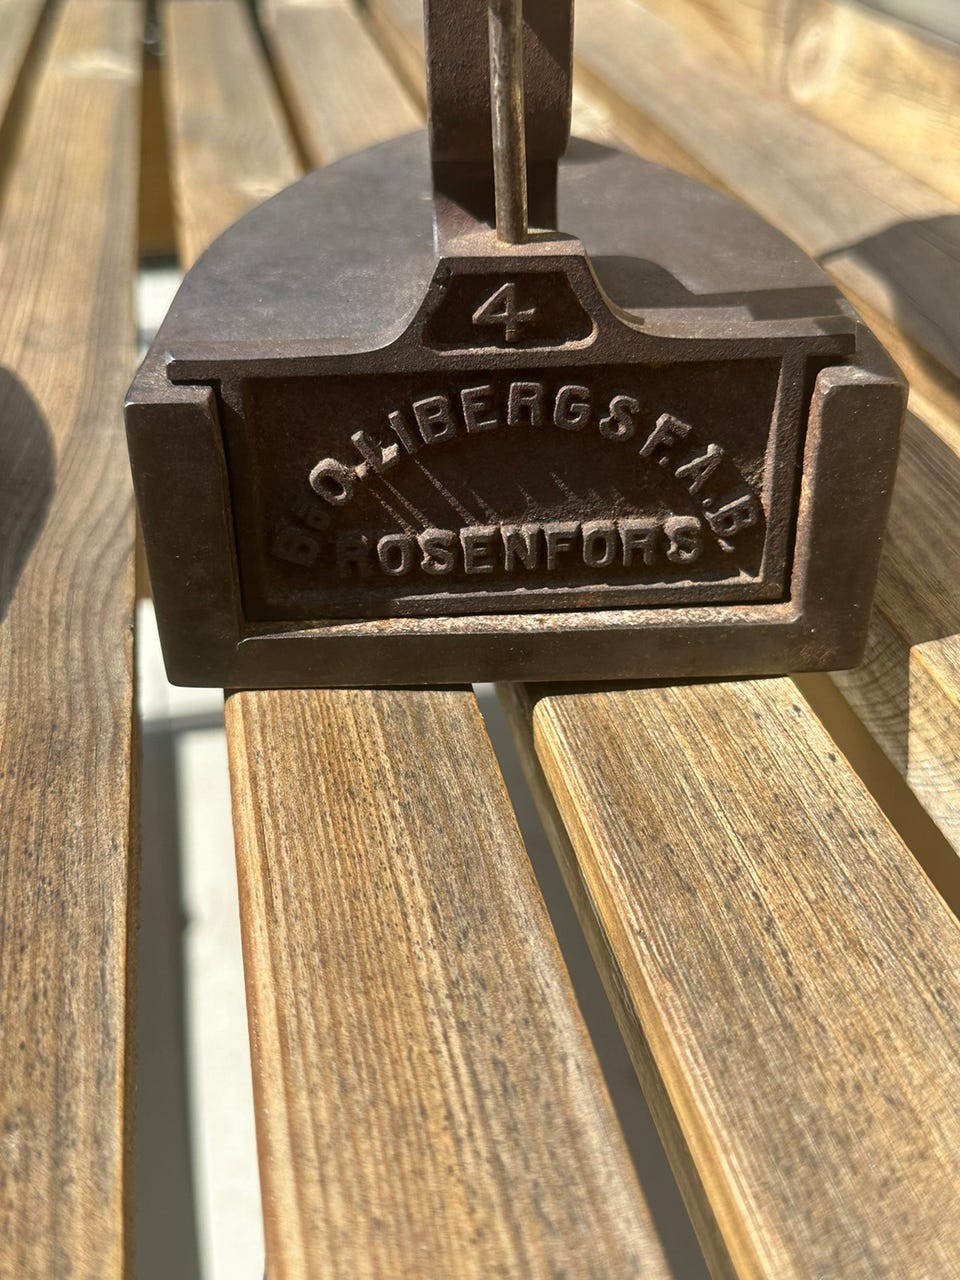 4
B. & O. LIBERGS F. A. B.
ROSENFORS